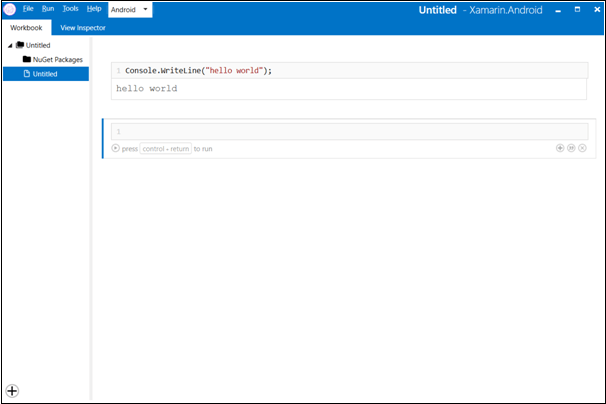 File Run Tools Help Android Untitled - Xamarin.Android
Workbook View Inspector
Untitled
NuGet Packages
Untitled
1 Console.WriteLine("hello world");
hello world
1
press control + return to run